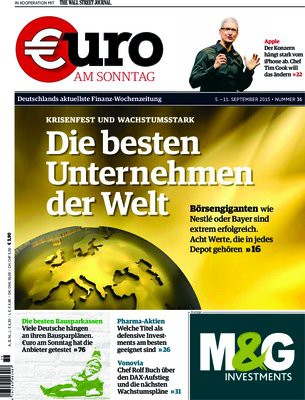 IN KOOPERATION MIT THE WALL STREET JOURNAL.
€uro
AM SONNTAG
Apple
Der Konzern
hängt stark vom
iPhone ab. Chef
Tim Cook will
das ändern »22
Deutschlands aktuellste Finanz-Wochenzeitung
5.–11. SEPTEMBER 2015 NUMMER 36
KRISENFEST UND WACHSTUMSSTARK
Die besten
Unternehmen
der Welt
Börsengiganten wie
Nestlé oder Bayer sind
extrem erfolgreich.
Acht Werte, die in jedes
Depot gehören »16
Die besten Bausparkassen
Viele Deutsche hängen
an ihren Bausparplänen.
€uro am Sonntag hat die
Anbieter getestet »76
Pharma-Aktien
Welche Titel als
defensive Invest-
ments am besten
geeignet sind »26
Vonovia
Chef Rolf Buch über
den DAX-Aufstieg
und die nächsten
Wachstumspläne »31
M&G
INVESTMENTS